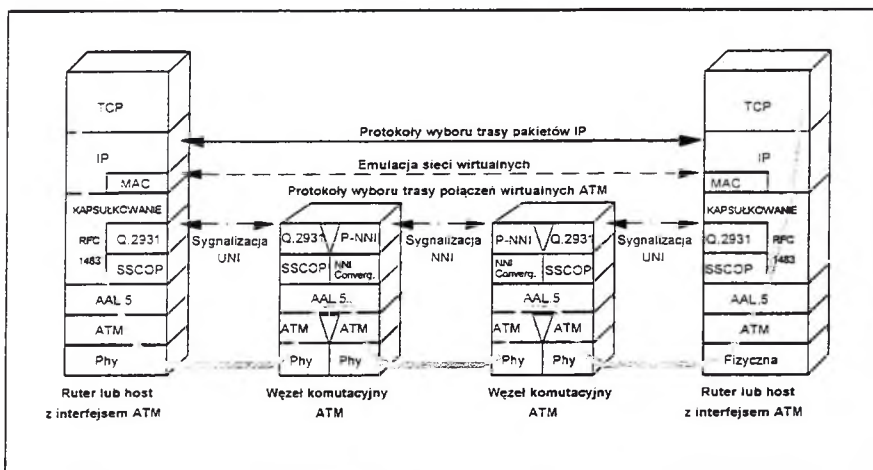 TCP
IP
MAC
KAPSUŁKOWANIE
RFC
1483
Q.2931
SSCOP
AAL 5
ATM
Phy
Ruter lub host
z interfejsem ATM
Protokoły wyboru trasy pakietów IP
Emulacja sieci wirtualnych
Protokoły wyboru trasy połączeń wirtualnych ATM
Sygnalizacja
UNI
Q.2931
P-NNI
SSCOP
NNI
Converg.
AAL 5
ATM
ATM
Phy
Phy
Węzeł komutacyjny
ATM
Sygnalizacja
NNI
P-NNI
Q.2931
NNI
Converg.
SSCOP
AAL 5
ATM
ATM
Phy
Phy
Węzeł komutacyjny
ATM
Sygnalizacja
UNI
TCP
IP
MAC
KAPSUŁKOWANIE
Q.2931
SSCOP
RFC
1483
AAL.5
ATM
Fizyczna
Ruter lub host
z interfejsem ATM